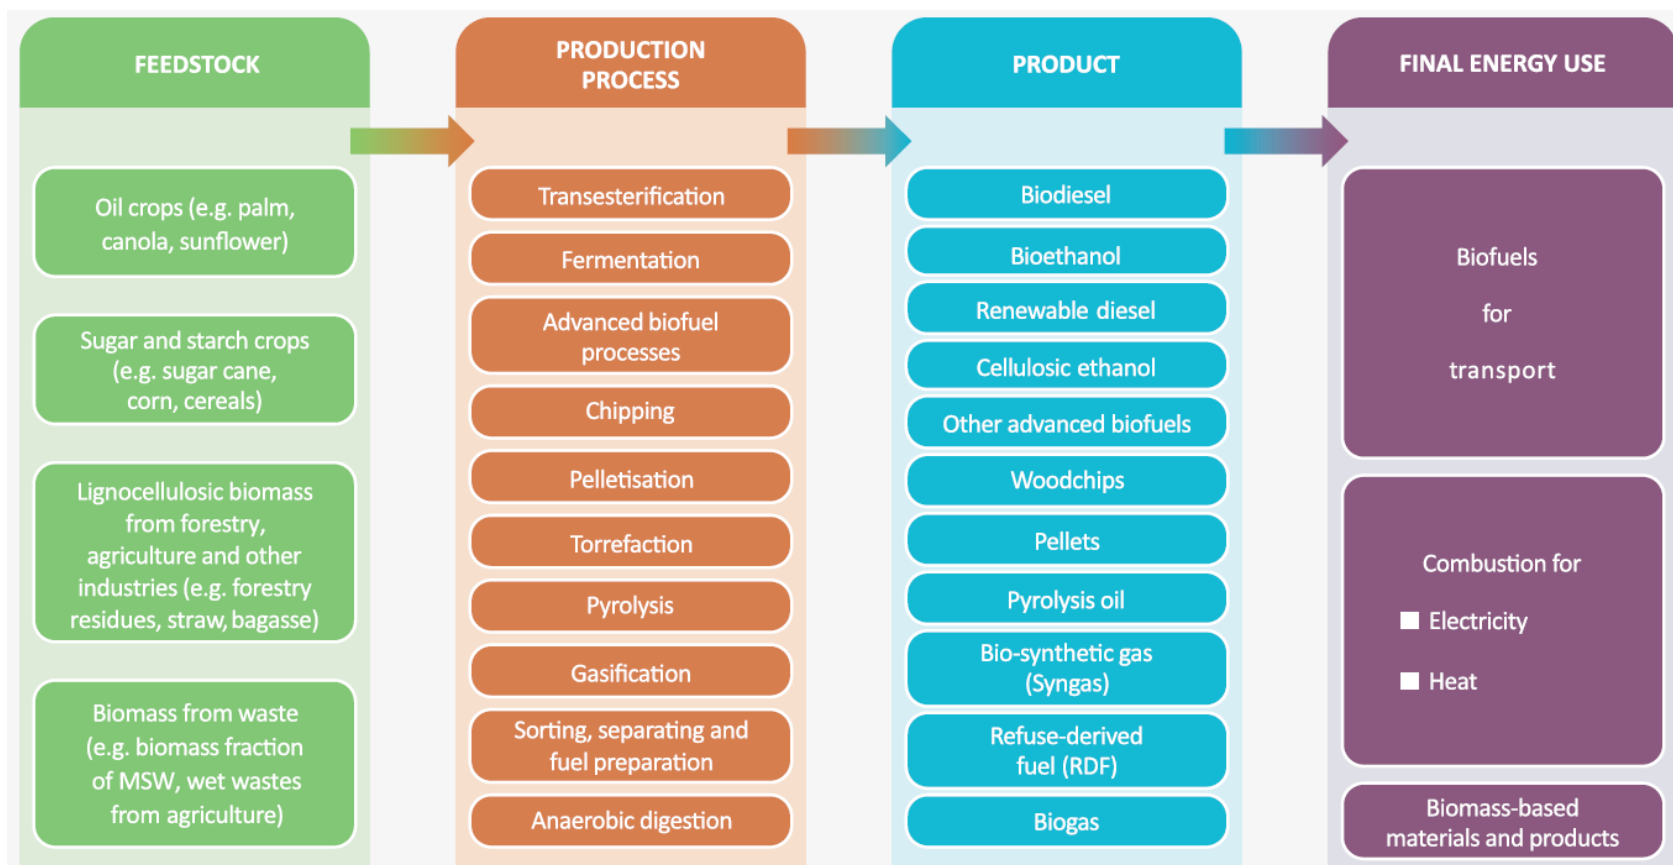 FEEDSTOCK
Oil crops (e.g. palm,
canola, sunflower)
Sugar and starch crops
(e.g. sugar cane,
corn, cereals)
Lignocellulosic biomass
from forestry,
agriculture and other
industries (e.g. forestry
residues, straw, bagasse)
Biomass from waste
(e.g. biomass fraction
of MSW, wet wastes
from agriculture)
PRODUCTION
PROCESS
Transesterification
Fermentation
Advanced biofuel
processes
Chipping
Pelletisation
Torrefaction
Pyrolysis
Gasification
Sorting, separating and
fuel preparation
Anaerobic digestion
PRODUCT
Biodiesel
Bioethanol
Renewable diesel
Cellulosic ethanol
Other advanced biofuels
Woodchips
Pellets
Pyrolysis oil
Bio-synthetic gas
(Syngas)
Refuse-derived
fuel (RDF)
Biogas
FINAL ENERGY USE
Biofuels
for
transport
Combustion for
Electricity
Heat
Biomass-based
materials and products